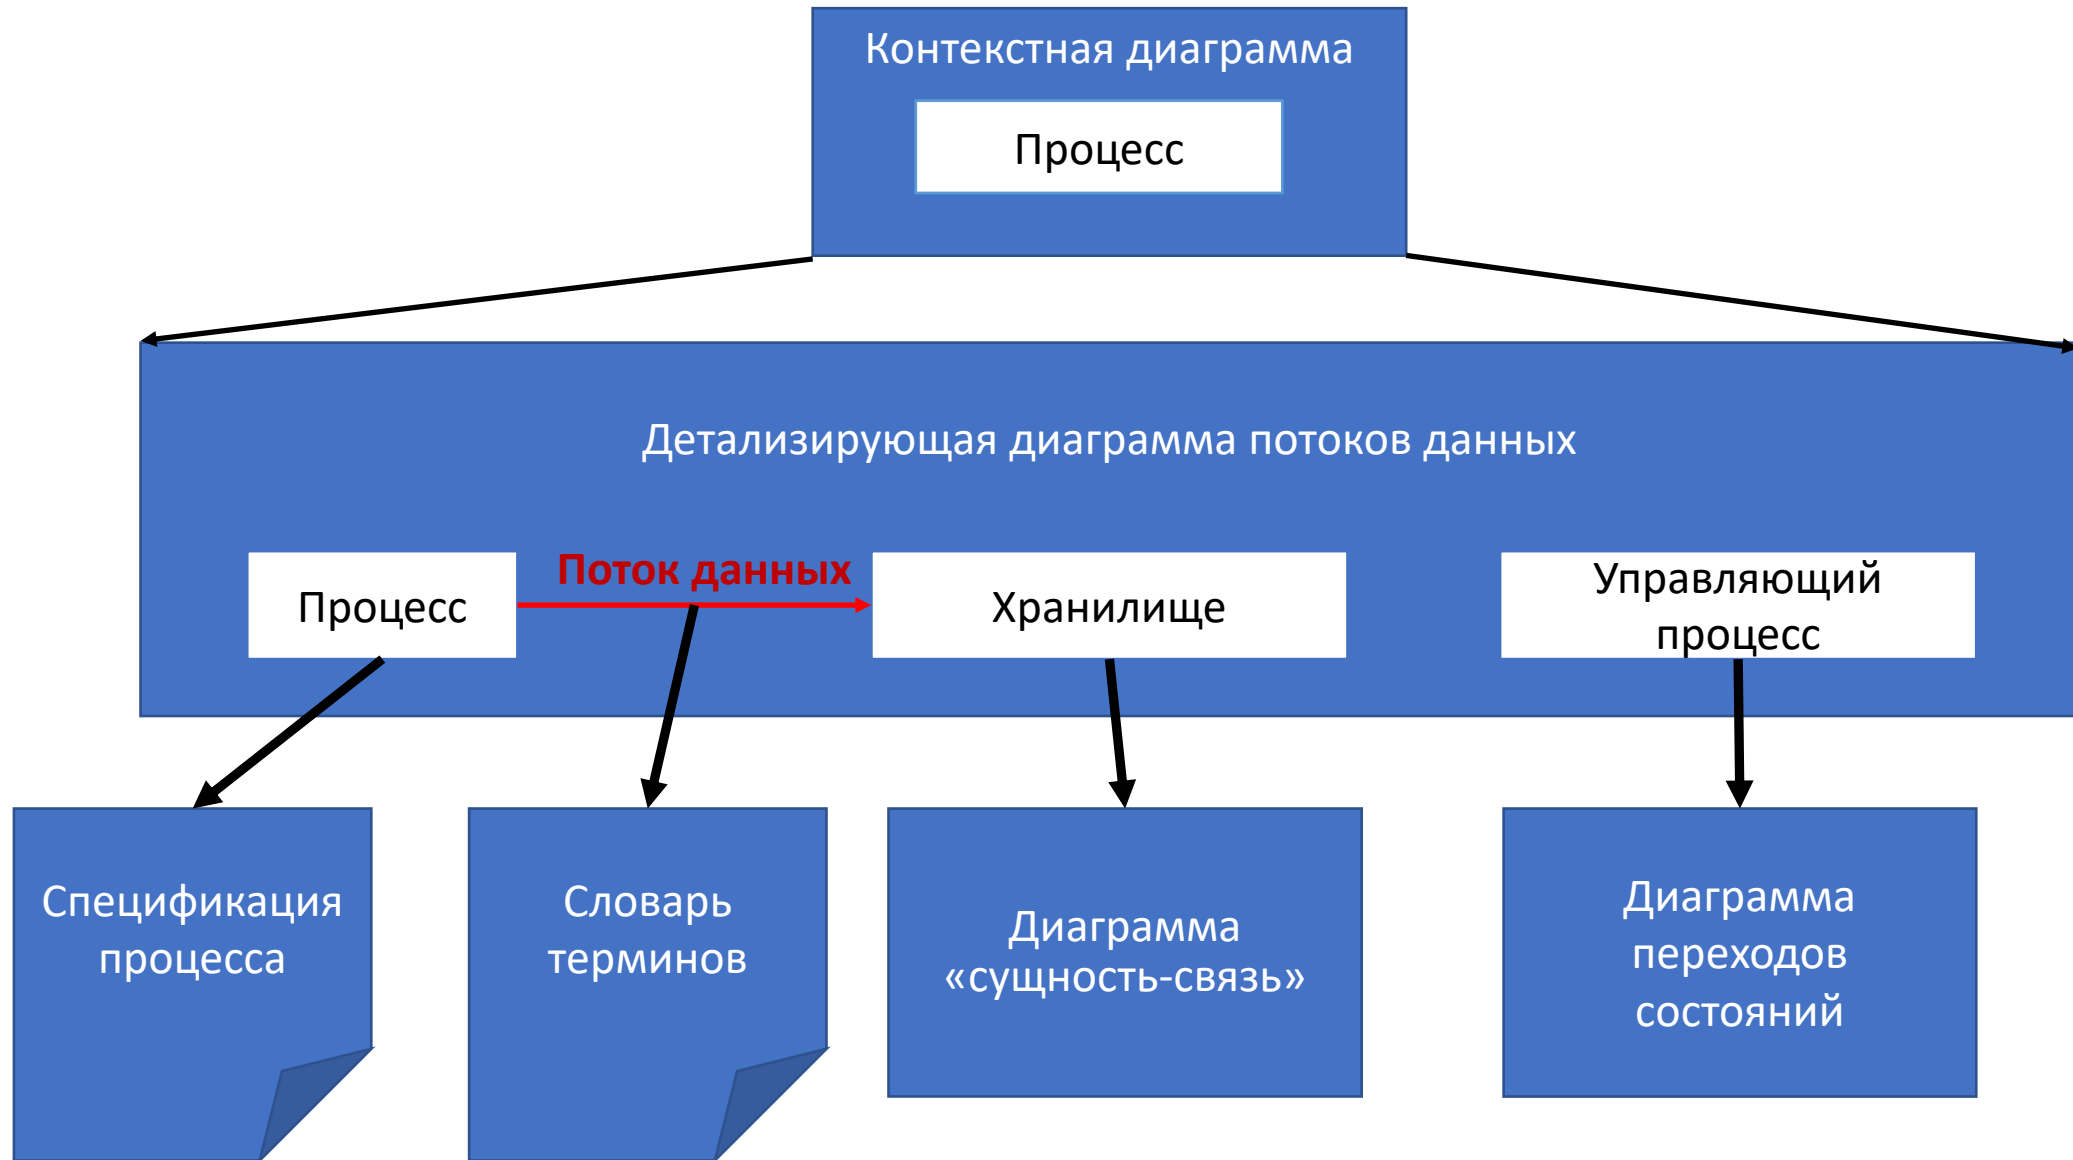 Контекстная диаграмма
Процесс
Детализирующая диаграмма потоков данных
Процесс
Поток данных
Хранилище
Управляющий
процесс
Спецификация
процесса
Словарь
терминов
Диаграмма
«сущность-связь»
Диаграмма
переходов
состояний